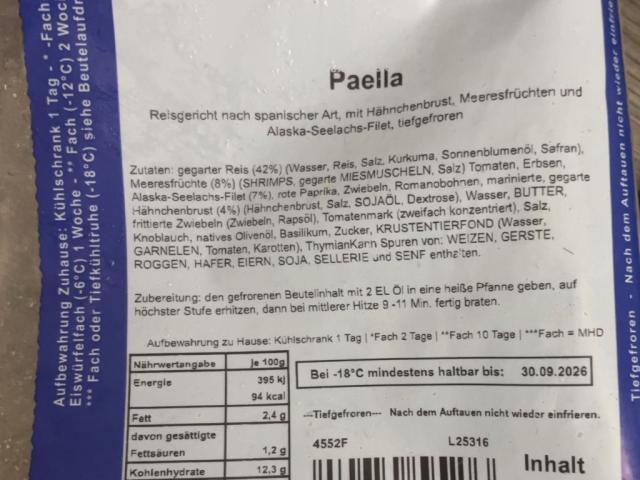 Paella
Reisgericht nach spanischer Art, mit Hähnchenbrust, Meeresfrüchten und
Alaska-Seelachs-Filet, tiefgefroren
Zutaten: gegarter Reis (42%) (Wasser, Reis, Salz, Kurkuma, Sonnenblumenöl, Safran),
Meeresfrüchte (8%) (SHRIMPS, gegarte MIESMUSCHELN, Salz) Tomaten, Erbsen,
Alaska-Seelachs-Filet (7%), rote Paprika, Zwiebeln, Romanobohnen, marinierte, gegarte
Hähnchenbrust (4%) (Hähnchenbrust, Salz, SOJAÖL, Dextrose), Wasser, BUTTER,
frittierte Zwiebeln (Zwiebeln, Rapsöl), Tomatenmark (zweifach konzentriert), Salz,
Knoblauch, natives Olivenöl, Basilikum, Zucker, KRUSTENTIERFOND (Wasser,
GARNELEN, Tomaten, Karotten), ThymianKann Spuren von: WEIZEN, GERSTE,
ROGGEN, HAFER, EIERN, SOJA, SELLERIE und SENF enthalten.
Zubereitung: den gefrorenen Beutelinhalt mit 2 EL Öl in eine heiße Pfanne geben, auf
höchster Stufe erhitzen, dann bei mittlerer Hitze 9 -11 Min. fertig braten.
Aufbewahrung zu Hause: Kühlschrank 1 Tag | *Fach 2 Tage | **Fach 10 Tage | ***Fach = MHD
Nährwertangabe je 100g
Energie 395 kj
94 kcal
Fett 2,4 g
davon gesättigte
Fettsäuren 1,2 g
Kohlenhydrate 12,3 g
Bei -18°C mindestens haltbar bis: 30.09.2026
---Tiefgefroren--- Nach dem Auftauen nicht wieder einfrieren.
4552F L25316
Inhalt
Aufbewahrung Zuhause: Kühlschrank 1 Tag - * -Fach
Eiswürfelfach (-6°C) 1 Woche - ** Fach (-12°C) 2 Woc
*** Fach oder Tiefkühltruhe (-18°C) siehe Beutelaufdr
Tiefgefroren - Nach dem Auftauen nicht wieder einfrie